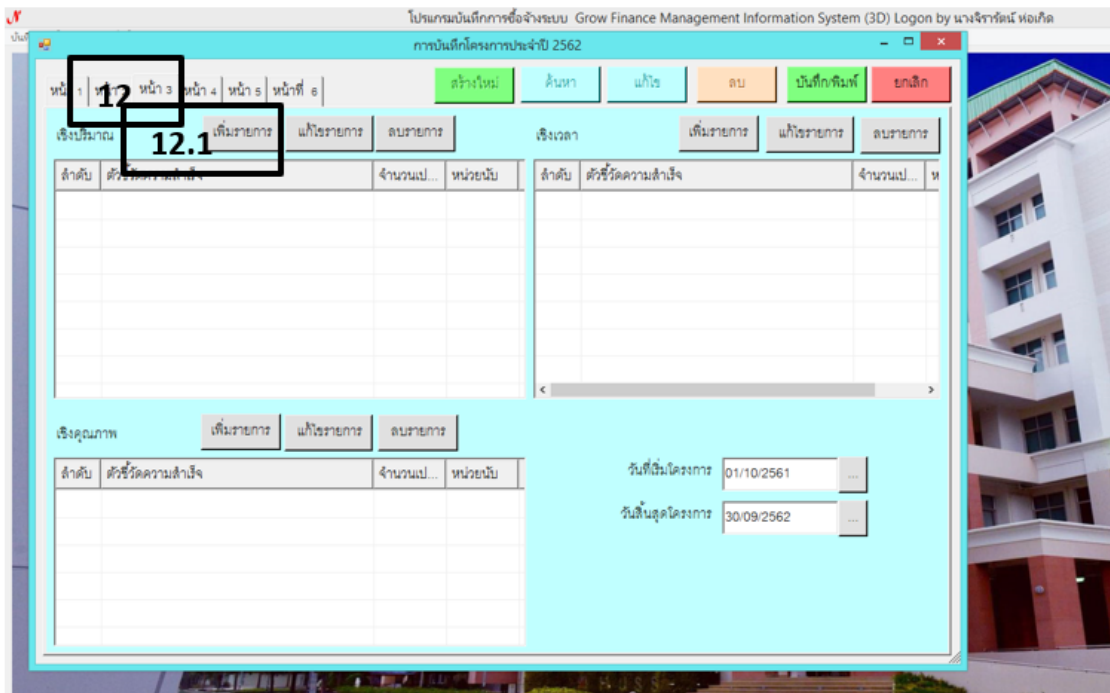 โปรแกรมบันทึกการซื้อจ้างระบบ Grow Finance Management Information System (3D) Logon by นางจิรารัตน์ ห่อเกิด
การบันทึกโครงการประจำปี 2562
1 12 หน้า 3 หน้า 4 หน้า 5 หน้าที่ 6
สร้างใหม่ ค้นหา แก้ไข ลบ บันทึก/พิมพ์ ยกเลิก
เชิงปริมาณ 12.1 เพิ่มรายการ แก้ไขรายการ ลบรายการ
เชิงเวลา เพิ่มรายการ แก้ไขรายการ ลบรายการ
ลำดับ ตัวชี้วัดความสำเร็จ จำนวนเป... หน่วยนับ
ลำดับ ตัวชี้วัดความสำเร็จ จำนวนเป... ห
เชิงคุณภาพ เพิ่มรายการ แก้ไขรายการ ลบรายการ
ลำดับ ตัวชี้วัดความสำเร็จ จำนวนเป... หน่วยนับ
วันที่เริ่มโครงการ 01/10/2561 ...
วันสิ้นสุดโครงการ 30/09/2562 ...